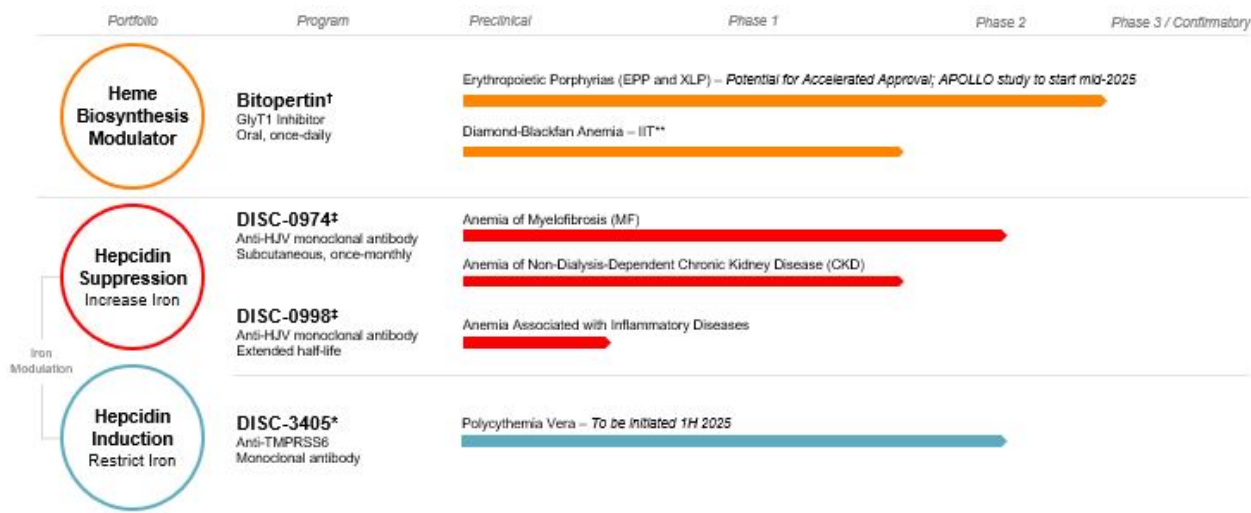 Portfolio Program Preclinical Phase 1 Phase 2 Phase 3 / Confirmatory
Heme
Biosynthesis
Modulator
Bitopertin†
GlyT1 Inhibitor
Oral, once-daily
Erythropoietic Porphyrias (EPP and XLP) – Potential for Accelerated Approval; APOLLO study to start mid-2025
Diamond-Blackfan Anemia – IIT**
Hepcidin
Suppression
Increase Iron
DISC-0974‡
Anti-HJV monoclonal antibody
Subcutaneous, once-monthly
Anemia of Myelofibrosis (MF)
Anemia of Non-Dialysis-Dependent Chronic Kidney Disease (CKD)
DISC-0998‡
Anti-HJV monoclonal antibody
Extended half-life
Anemia Associated with Inflammatory Diseases
Iron
Modulation
Hepcidin
Induction
Restrict Iron
DISC-3405*
Anti-TMPRSS6
Monoclonal antibody
Polycythemia Vera – To be initiated 1H 2025